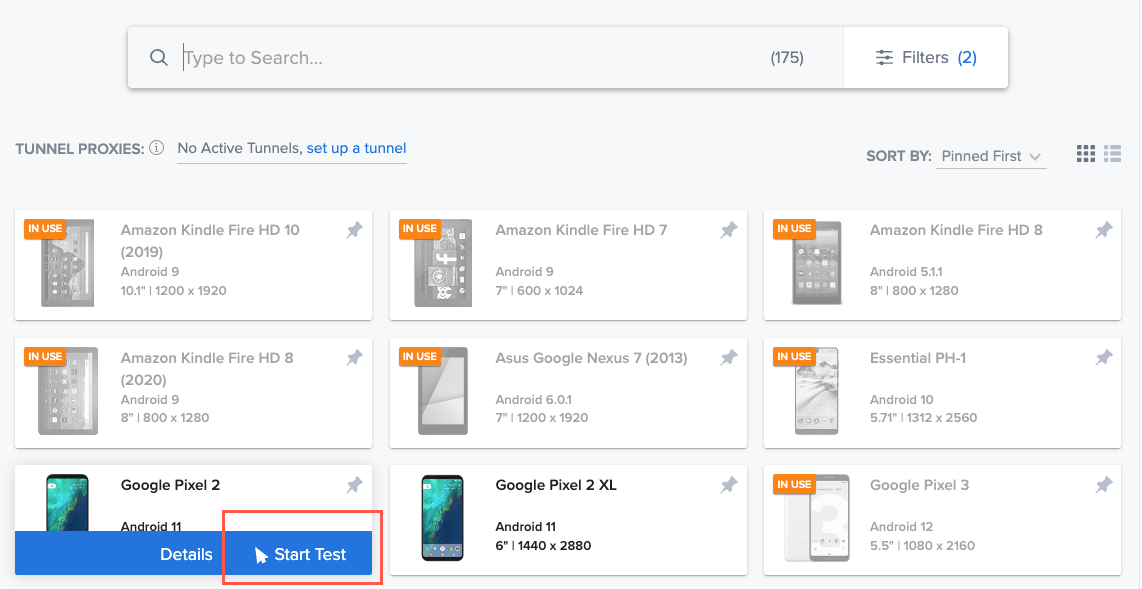 Type to Search...
(175)
Filters (2)
TUNNEL PROXIES:
No Active Tunnels, set up a tunnel
SORT BY:
Pinned First
IN USE
Amazon Kindle Fire HD 10
(2019)
Android 9
10.1" | 1200 x 1920
IN USE
Amazon Kindle Fire HD 7
Android 9
7" | 600 x 1024
IN USE
Amazon Kindle Fire HD 8
Android 5.1.1
8" | 800 x 1280
IN USE
Amazon Kindle Fire HD 8
(2020)
Android 9
8" | 800 x 1280
IN USE
Asus Google Nexus 7 (2013)
Android 6.0.1
7" | 1200 x 1920
IN USE
Essential PH-1
Android 10
5.71" | 1312 x 2560
Google Pixel 2
Android 11
Details
Start Test
Google Pixel 2 XL
Android 11
6" | 1440 x 2880
IN USE
Google Pixel 3
Android 12
5.5" | 1080 x 2160